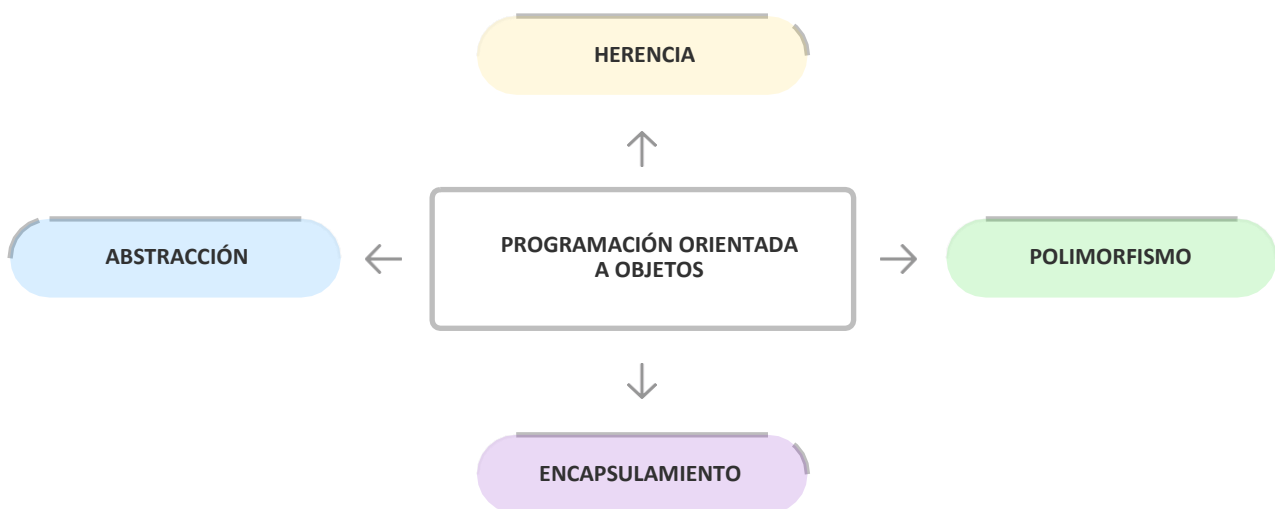 HERENCIA
ABSTRACCIÓN
PROGRAMACIÓN ORIENTADA
A OBJETOS
POLIMORFISMO
ENCAPSULAMIENTO